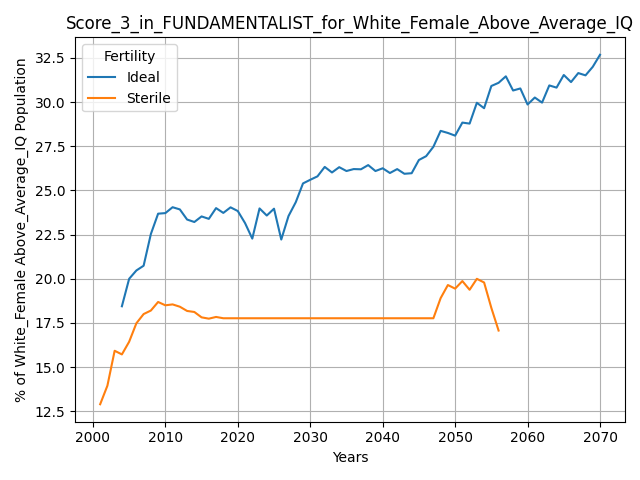 Score_3_in_FUNDAMENTALIST_for_White_Female_Above_Average_IQ
% of White_Female Above_Average_IQ Population
32.5
30.0
27.5
25.0
22.5
20.0
17.5
15.0
12.5
Fertility
Ideal
Sterile
2000 2010 2020 2030 2040 2050 2060 2070
Years